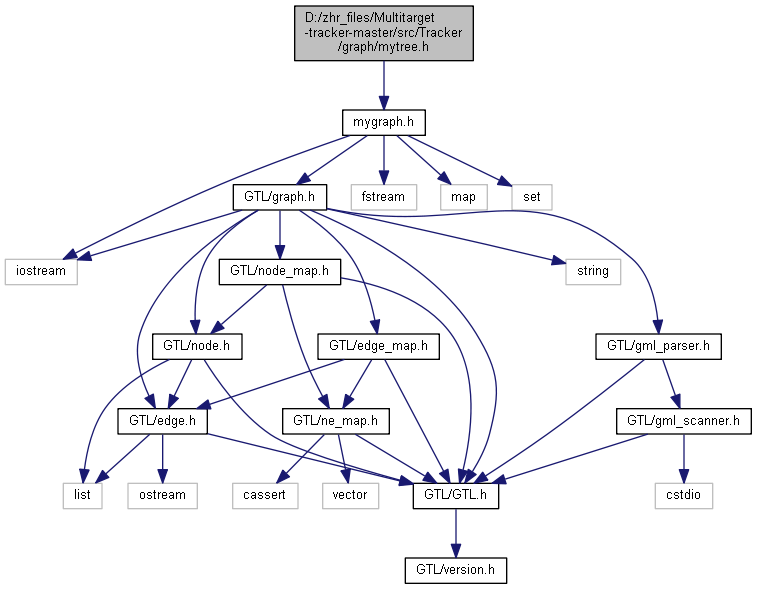 D:/zhr_files/Multitarget
-tracker-master/src/Tracker
/graph/mytree.h
mygraph.h
GTL/graph.h
fstream
map
set
iostream
GTL/node_map.h
string
GTL/node.h
GTL/edge_map.h
GTL/gml_parser.h
GTL/edge.h
GTL/ne_map.h
GTL/gml_scanner.h
list
ostream
cassert
vector
GTL/GTL.h
cstdio
GTL/version.h